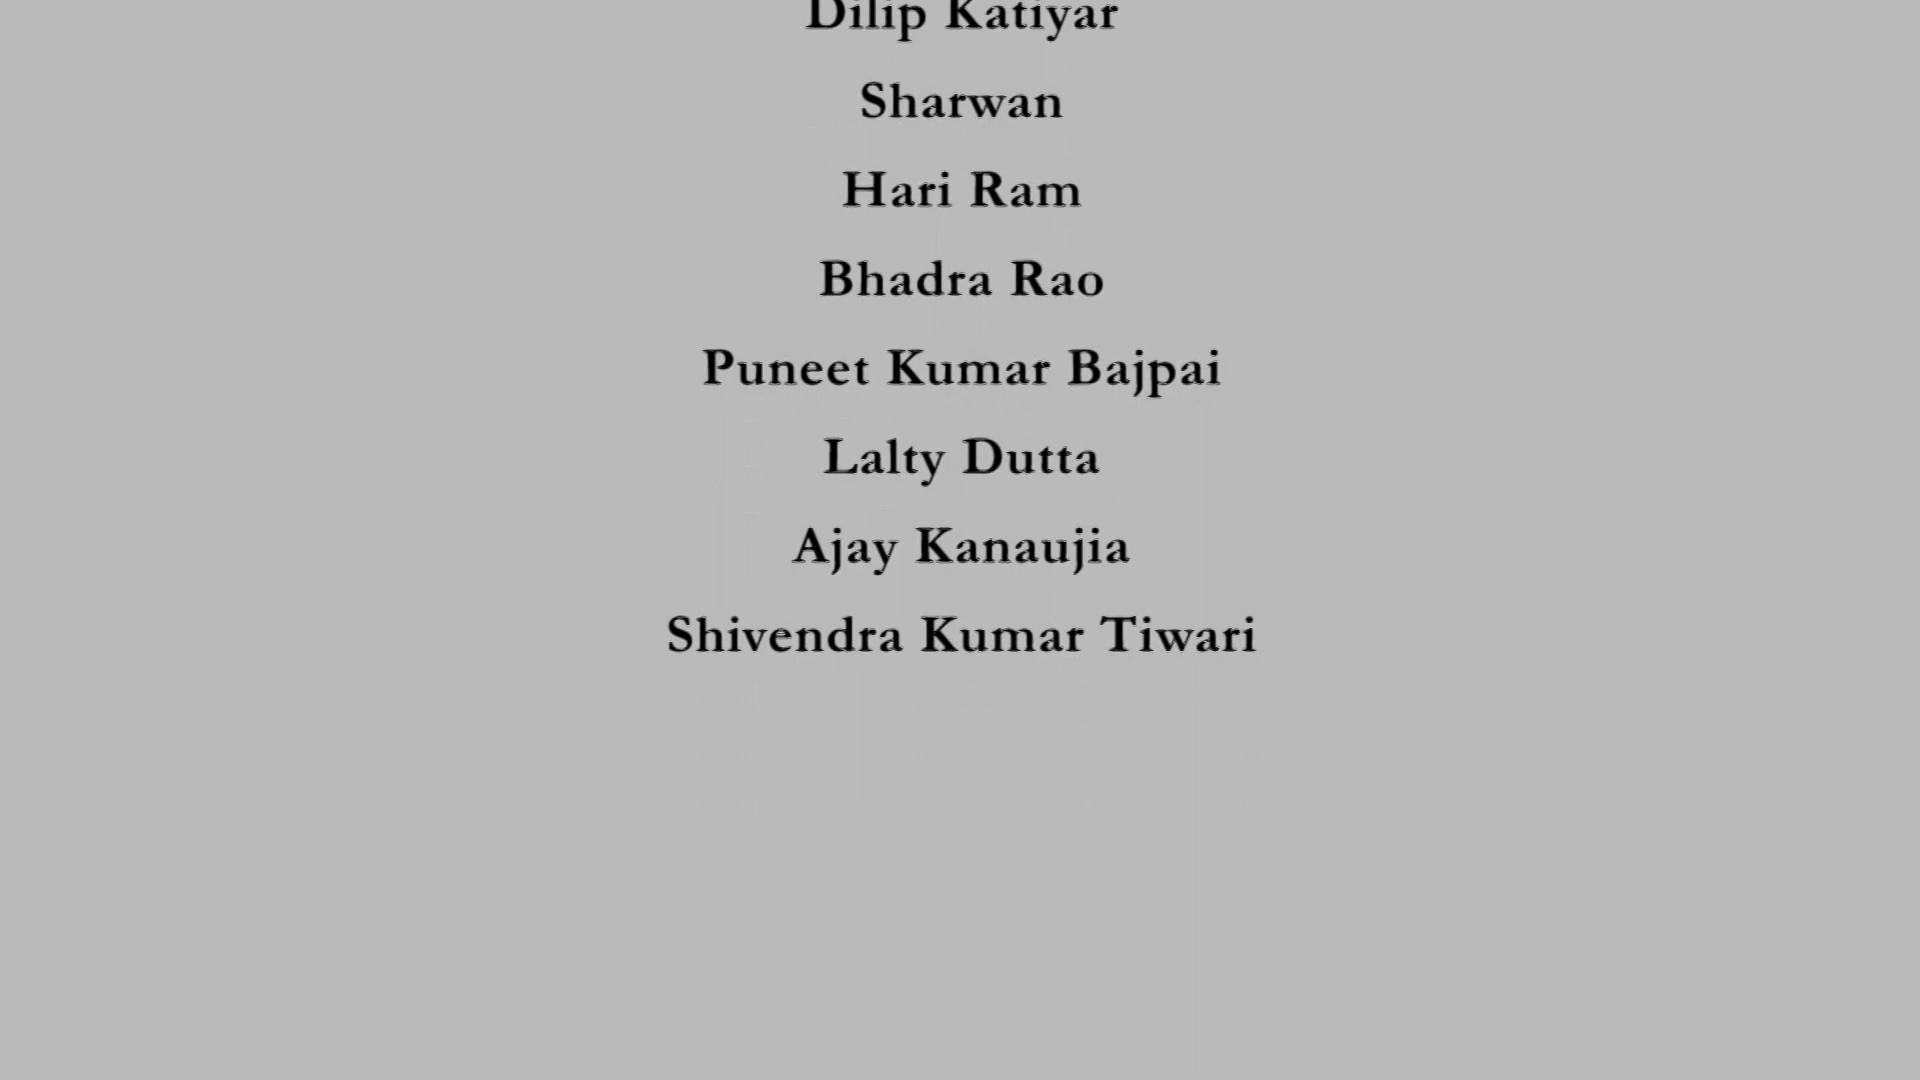 Dilip Katiyar
Sharwan
Hari Ram
Bhadra Rao
Puneet Kumar Bajpai
Lalty Dutta
Ajay Kanaujia
Shivendra Kumar Tiwari